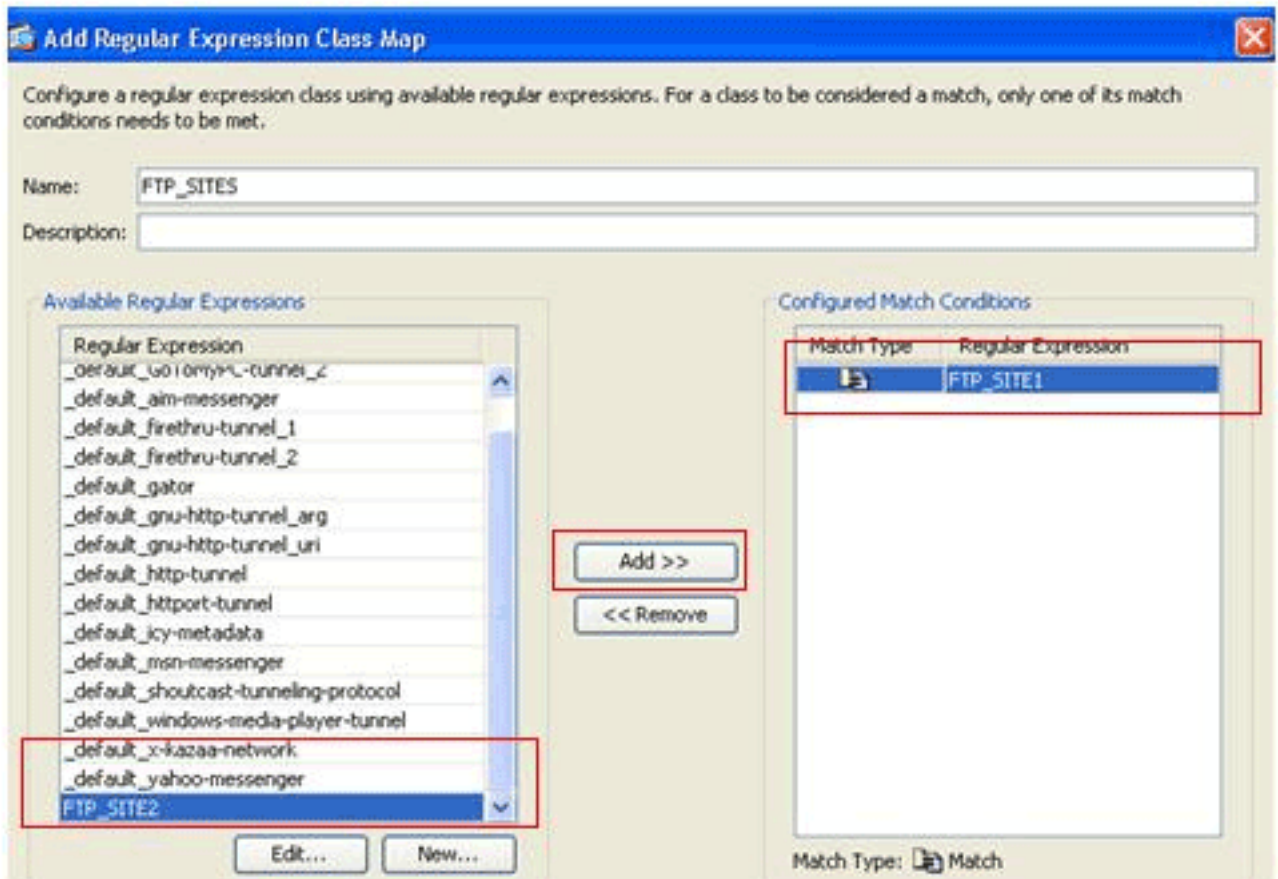 Add Regular Expression Class Map
Configure a regular expression class using available regular expressions. For a class to be considered a match, only one of its match
conditions needs to be met.
Name: FTP_SITES
Description:
Available Regular Expressions
Regular Expression
_default_GoToMyPC-tunnel_2
_default_aim-messenger
_default_firethru-tunnel_1
_default_firethru-tunnel_2
_default_gator
_default_gnu-http-tunnel_arg
_default_gnu-http-tunnel_uri
_default_http-tunnel
_default_httport-tunnel
_default_icy-metadata
_default_msn-messenger
_default_shoutcast-tunneling-protocol
_default_windows-media-player-tunnel
_default_x-kazaa-network
_default_yahoo-messenger
FTP_SITE2
Edit...
New...
Add >>
<< Remove
Configured Match Conditions
Match Type Regular Expression
FTP_SITE1
Match Type: Match